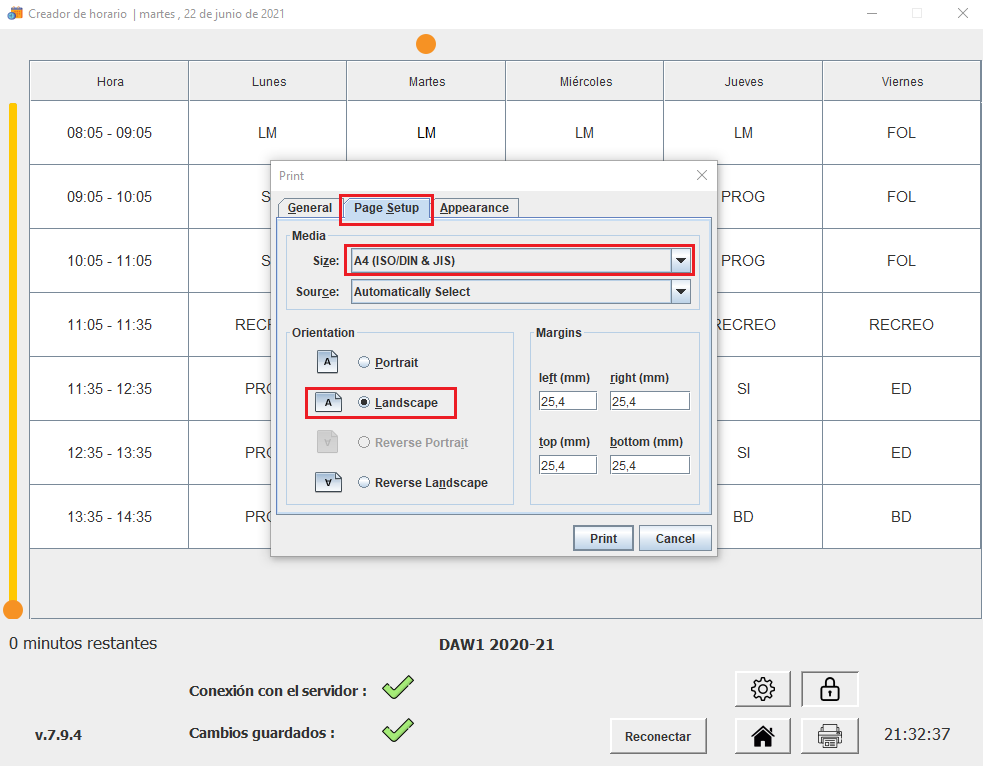 Creador de horario | martes , 22 de junio de 2021
Hora Lunes Martes Miércoles Jueves Viernes
08:05 - 09:05 LM LM LM LM FOL
09:05 - 10:05 S PROG FOL
10:05 - 11:05 S PROG FOL
11:05 - 11:35 RECR RECREO RECREO
11:35 - 12:35 PRO SI ED
12:35 - 13:35 PRO SI ED
13:35 - 14:35 PRO BD BD
Print
General Page Setup Appearance
Media
Size: A4 (ISO/DIN & JIS)
Source: Automatically Select
Orientation
A Portrait
A Landscape
A Reverse Portrait
A Reverse Landscape
Margins
left (mm) right (mm)
25,4 25,4
top (mm) bottom (mm)
25,4 25,4
Print Cancel
0 minutos restantes
DAW1 2020-21
Conexión con el servidor :
v.7.9.4
Cambios guardados :
Reconectar
21:32:37